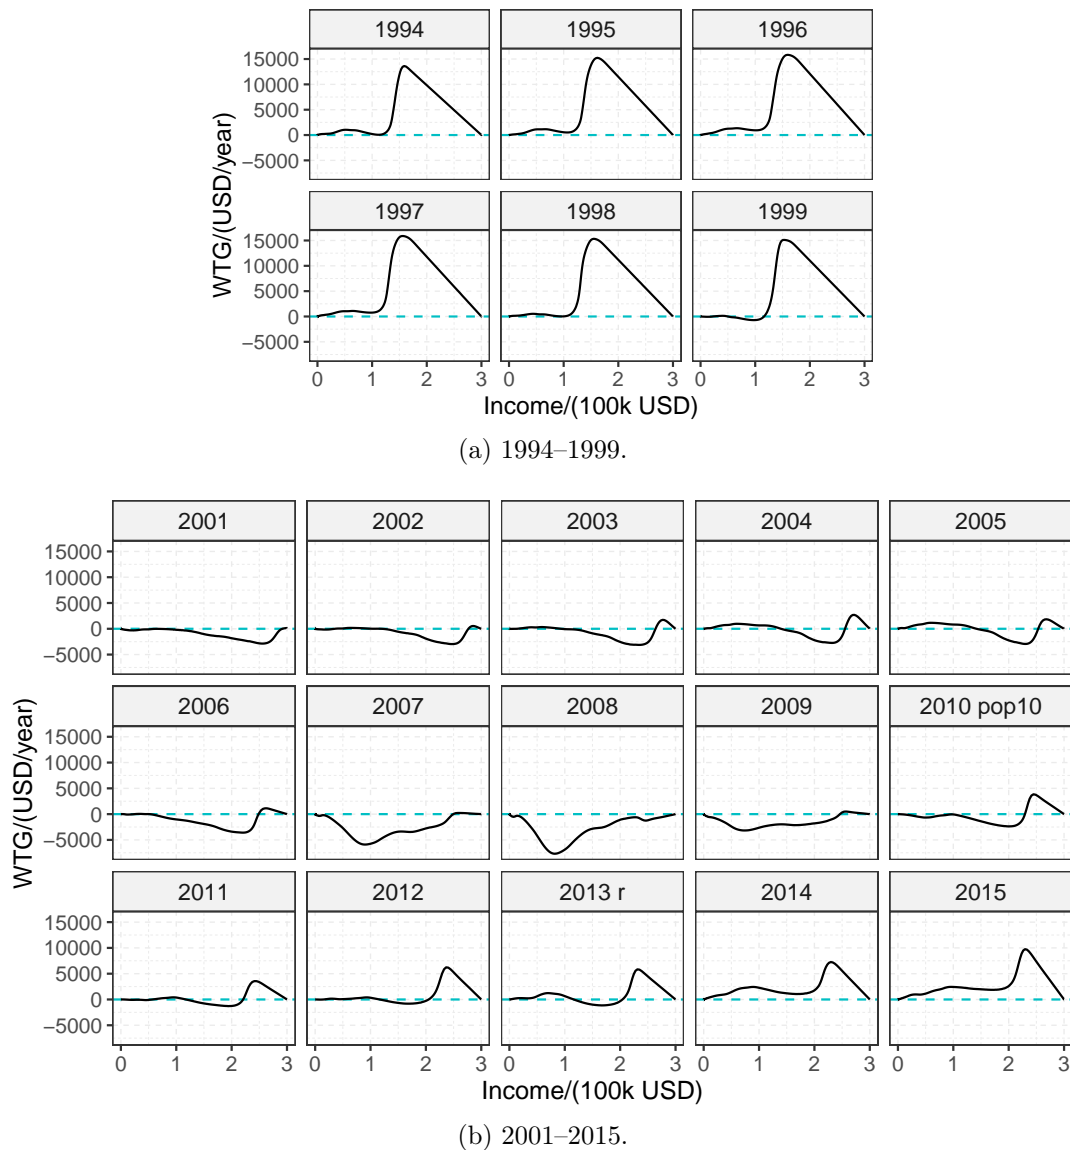 1994 1995 1996
15000
10000
5000
0
−5000
1997 1998 1999
15000
10000
5000
0
−5000
WTG/(USD/year)
0 1 2 3 0 1 2 3 0 1 2 3
Income/(100k USD)
(a) 1994–1999.
2001 2002 2003 2004 2005
15000
10000
5000
0
−5000
2006 2007 2008 2009 2010 pop10
15000
10000
5000
0
−5000
WTG/(USD/year)
2011 2012 2013 r 2014 2015
15000
10000
5000
0
−5000
0 1 2 3 0 1 2 3 0 1 2 3 0 1 2 3 0 1 2 3
Income/(100k USD)
(b) 2001–2015.